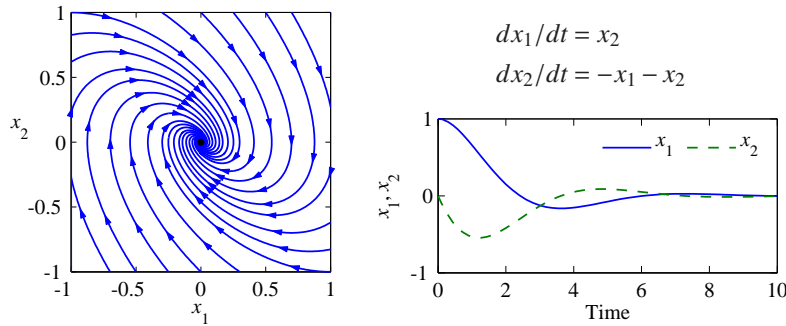 1
0.5
x2
0
-0.5
-1
-1 -0.5 0 0.5 1
x1
dx1/dt = x2
dx2/dt = −x1 − x2
1
x1 x2
x1, x2
0
-1
0 2 4 6 8 10
Time